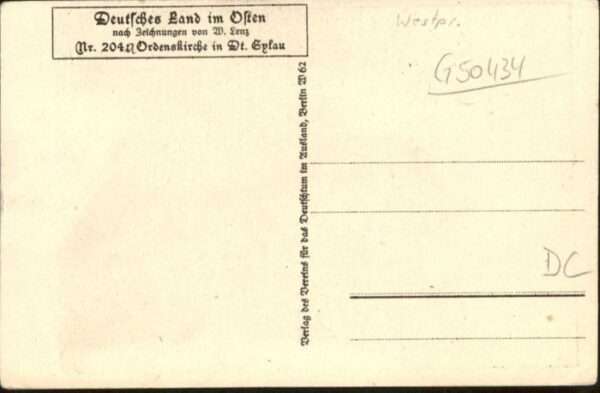 Deutsches Land im Osten
nach Zeichnungen von W. Lenz
Nr. 204. Ordenskirche in Dt. Eylau
Westpr.
G50434
Verlag des Vereins für das Deutschtum im Ausland, Berlin W 62
DC